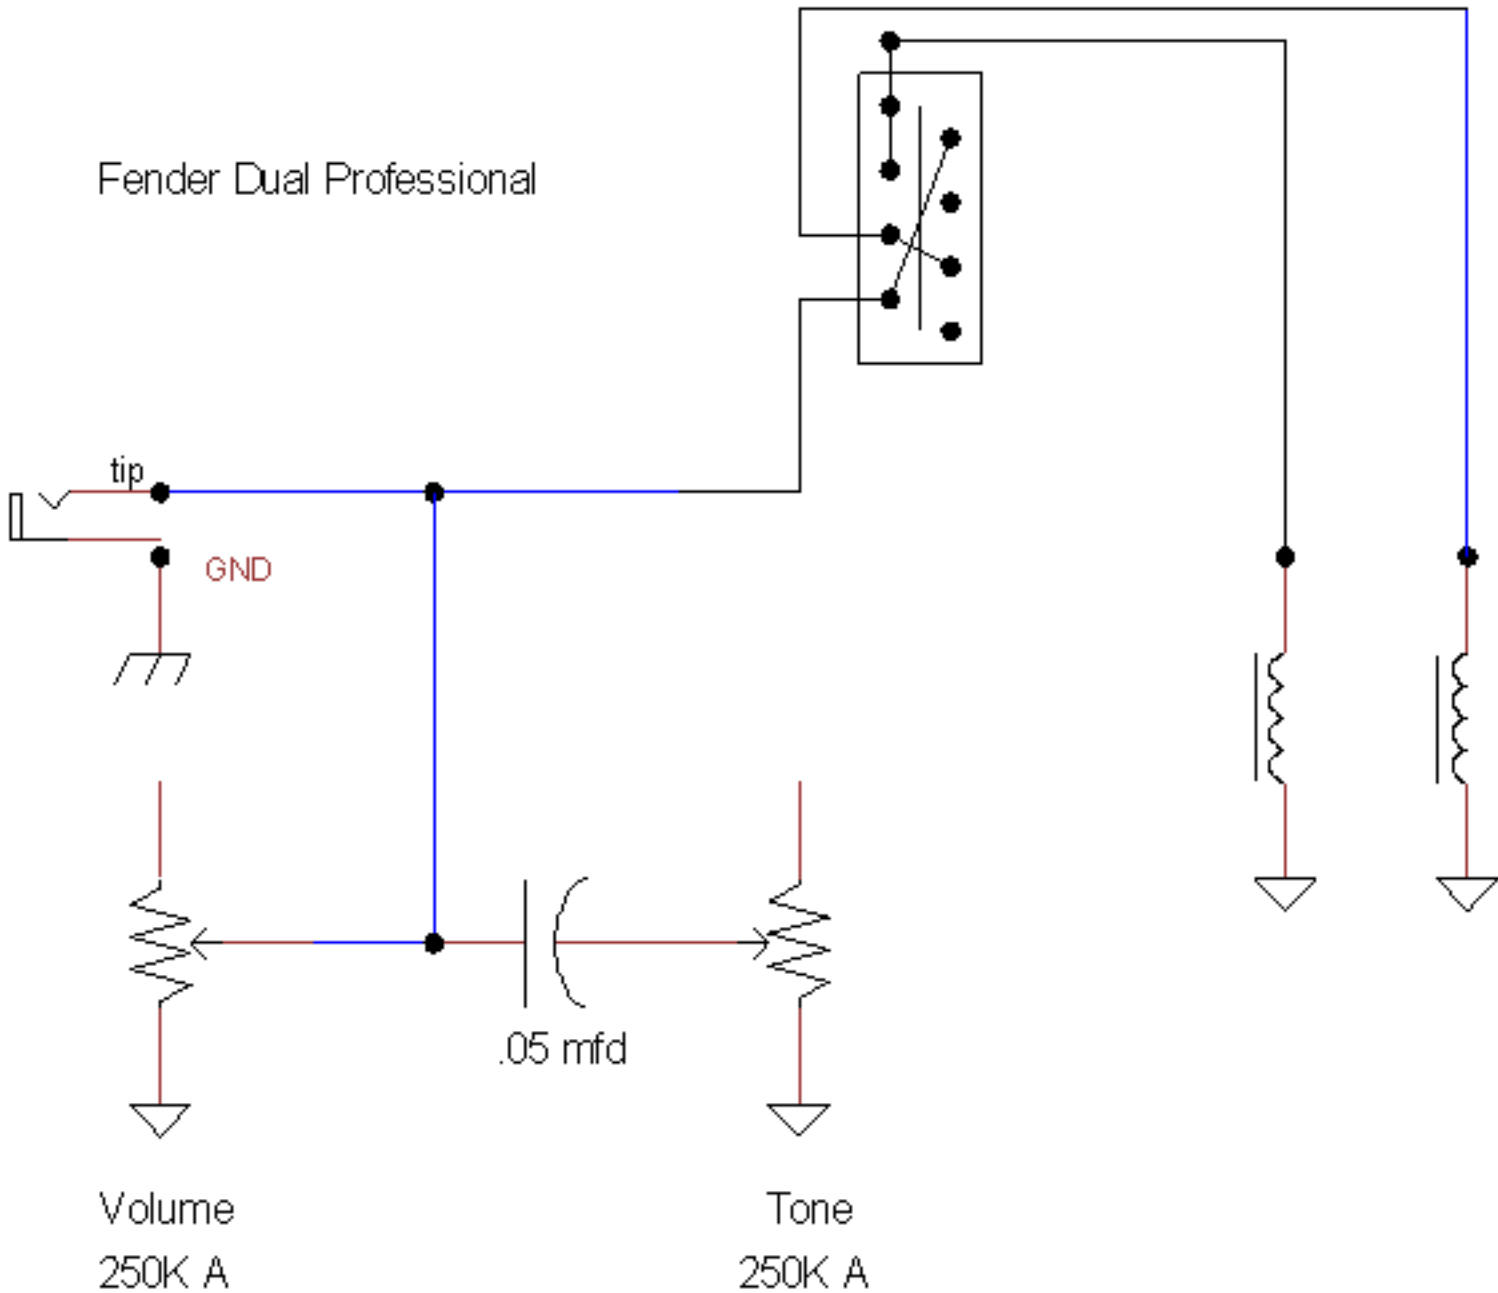 Fender Dual Professional
tip
GND
.05 mfd
Volume
250K A
Tone
250K A